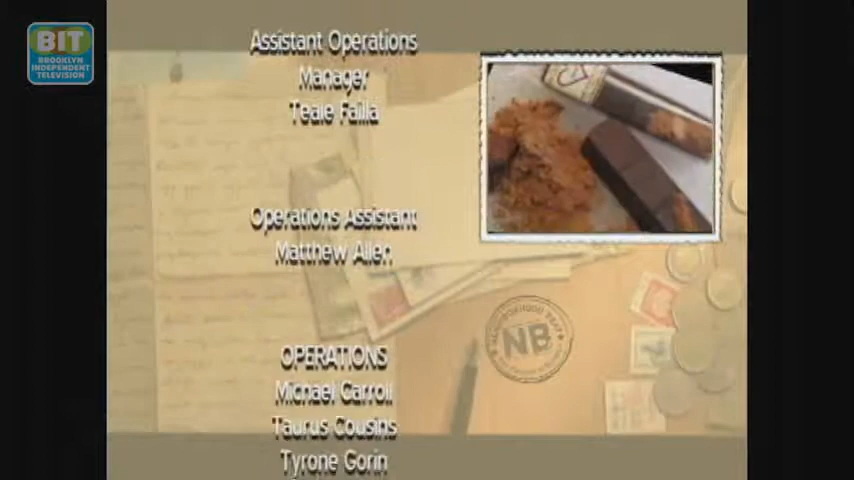 BIT
BROOKLYN
INDEPENDENT
TELEVISION
Assistant Operations
Manager
Teale Failla
Operations Assistant
Matthew Allen
NB
OPERATIONS
Michael Carroll
Taurus Cousins
Tyrone Gorin